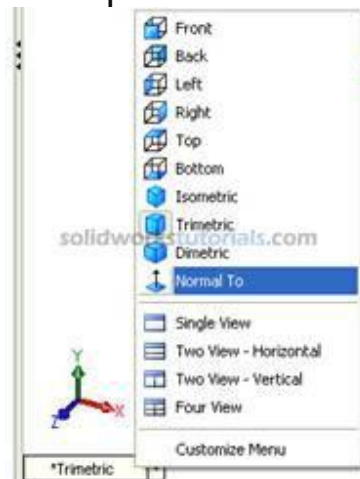 Front
Back
Left
Right
Top
Bottom
Isometric
Trimetric
solidworkstutorials.com
Dimetric
Normal To
Single View
Two View - Horizontal
Two View - Vertical
Four View
Customize Menu
Y
X
Z
*Trimetric